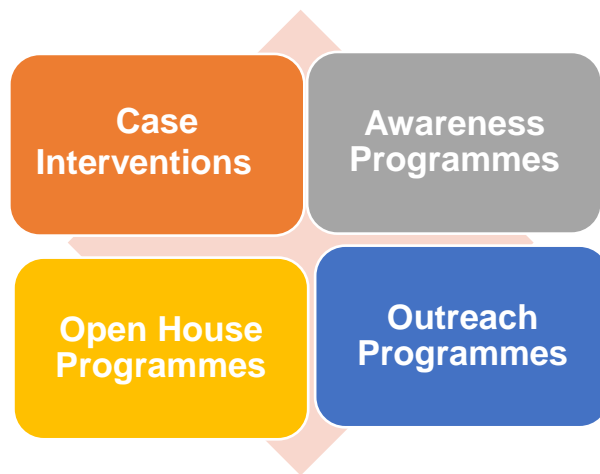 Case
Interventions
Awareness
Programmes
Open House
Programmes
Outreach
Programmes